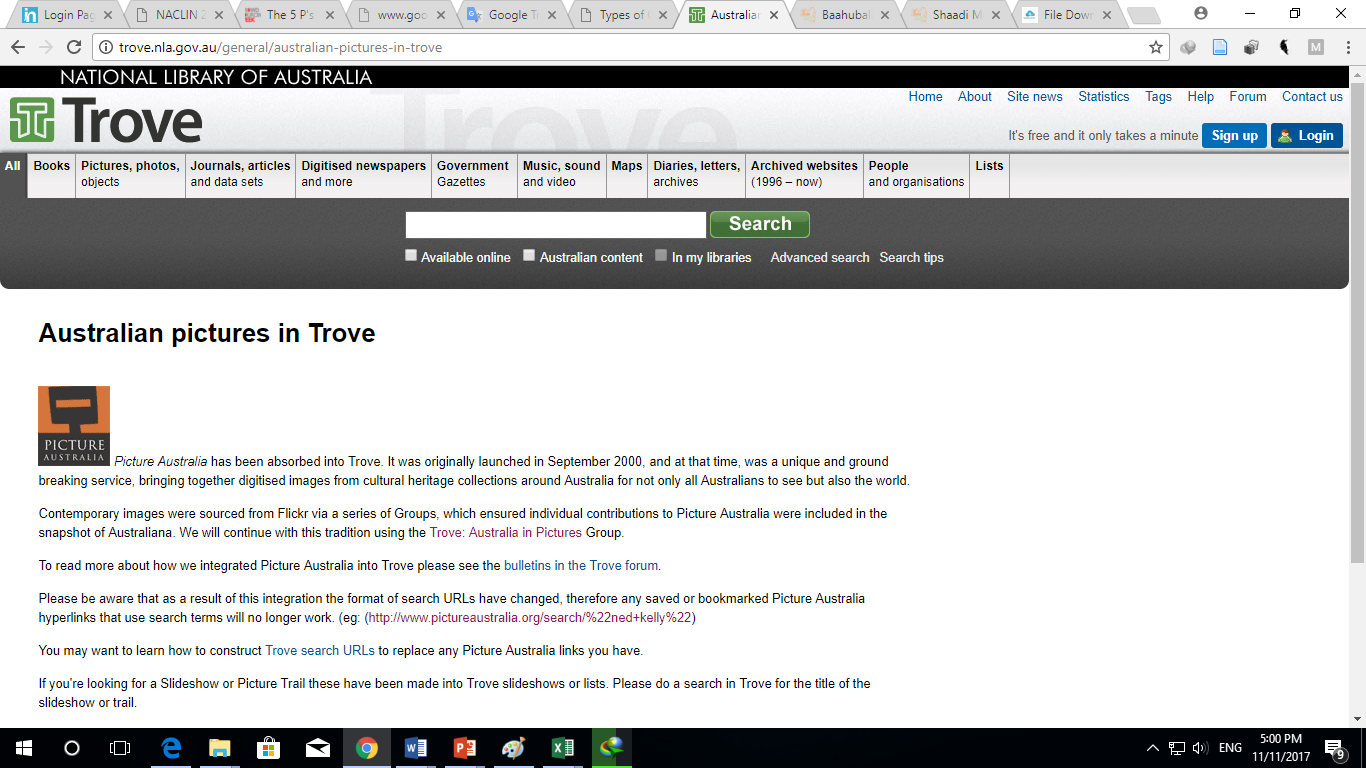 Login Pag
NACLIN 2
The 5 P's
www.goo
Google Tr
Types of
Australian
Baahubal
Shaadi M
File Down
trove.nla.gov.au/general/australian-pictures-in-trove
NATIONAL LIBRARY OF AUSTRALIA
Trove
Home About Site news Statistics Tags Help Forum Contact us
It's free and it only takes a minute Sign up Login
All
Books
Pictures, photos,
objects
Journals, articles
and data sets
Digitised newspapers
and more
Government
Gazettes
Music, sound
and video
Maps
Diaries, letters,
archives
Archived websites
(1996 – now)
People
and organisations
Lists
Search
Available online Australian content In my libraries Advanced search Search tips
Australian pictures in Trove
PICTURE
AUSTRALIA
Picture Australia has been absorbed into Trove. It was originally launched in September 2000, and at that time, was a unique and ground
breaking service, bringing together digitised images from cultural heritage collections around Australia for not only all Australians to see but also the world.
Contemporary images were sourced from Flickr via a series of Groups, which ensured individual contributions to Picture Australia were included in the
snapshot of Australiana. We will continue with this tradition using the Trove: Australia in Pictures Group.
To read more about how we integrated Picture Australia into Trove please see the bulletins in the Trove forum.
Please be aware that as a result of this integration the format of search URLs have changed, therefore any saved or bookmarked Picture Australia
hyperlinks that use search terms will no longer work. (eg: (http://www.pictureaustralia.org/search/%22ned+kelly%22)
You may want to learn how to construct Trove search URLs to replace any Picture Australia links you have.
If you're looking for a Slideshow or Picture Trail these have been made into Trove slideshows or lists. Please do a search in Trove for the title of the
slideshow or trail.
ENG
5:00 PM
11/11/2017
9